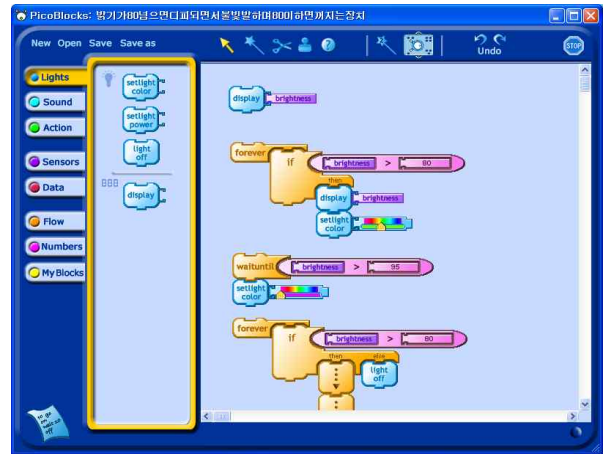 PicoBlocks: 밝기가80넘으면디피되면서불빛발하며80이하면꺼지는장치
New Open Save Save as
Undo
STOP
Lights
Sound
Action
Sensors
Data
Flow
Numbers
My Blocks
setlight color
setlight power
light off
display
display brightness
forever
if brightness > 80
then
display brightness
setlight color
waituntil brightness > 95
setlight color
forever
if brightness > 80
then else
light off